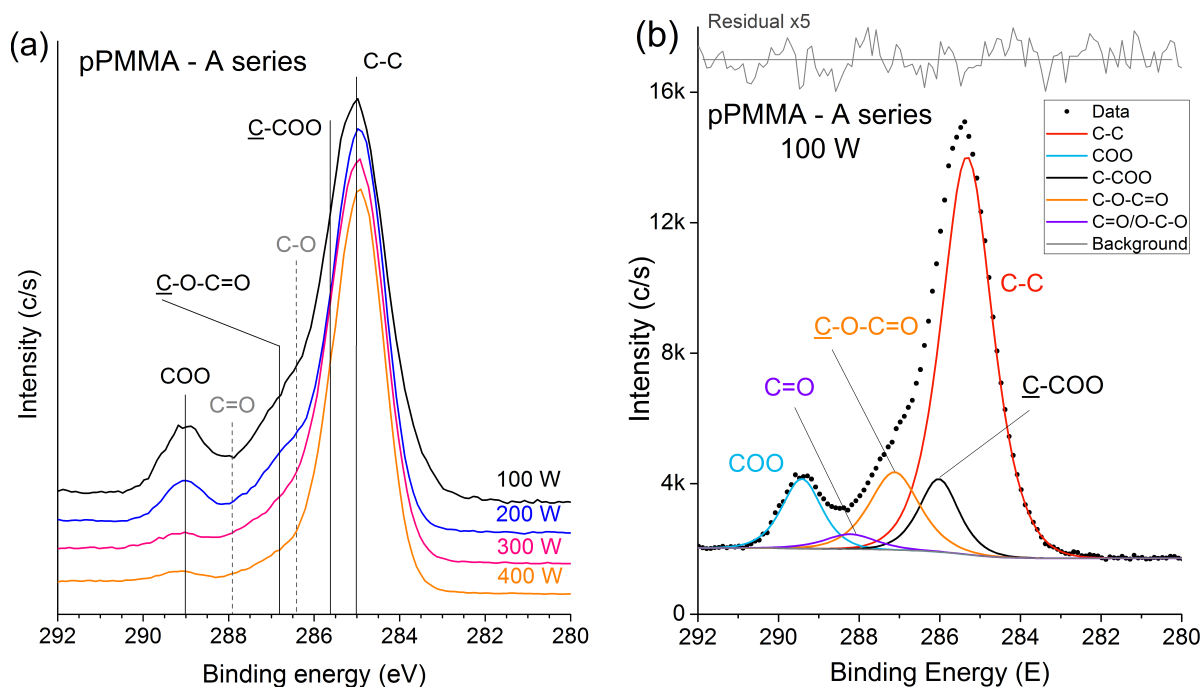 (a)
pPMMA - A series
C-C
C-COO
C-O
C-O-C=O
COO
C=O
100 W
200 W
300 W
400 W
Intensity (c/s)
292 290 288 286 284 282 280
Binding energy (eV)
(b)
Residual x5
16k
12k
8k
4k
0
pPMMA - A series
100 W
Data
C-C
COO
C-COO
C-O-C=O
C=O/O-C-O
Background
C-C
C-O-C=O
C=O
C-COO
COO
Intensity (c/s)
292 290 288 286 284 282 280
Binding Energy (E)